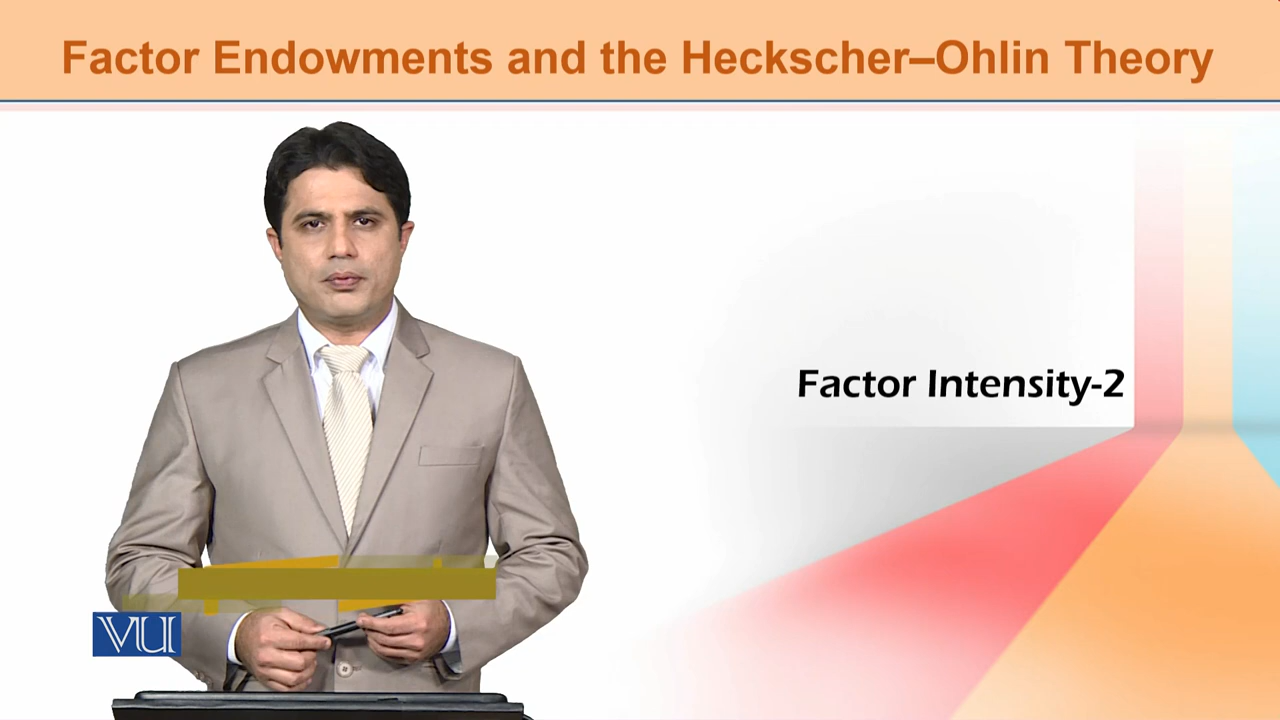 Factor Endowments and the Heckscher–Ohlin Theory
Factor Intensity-2
VU